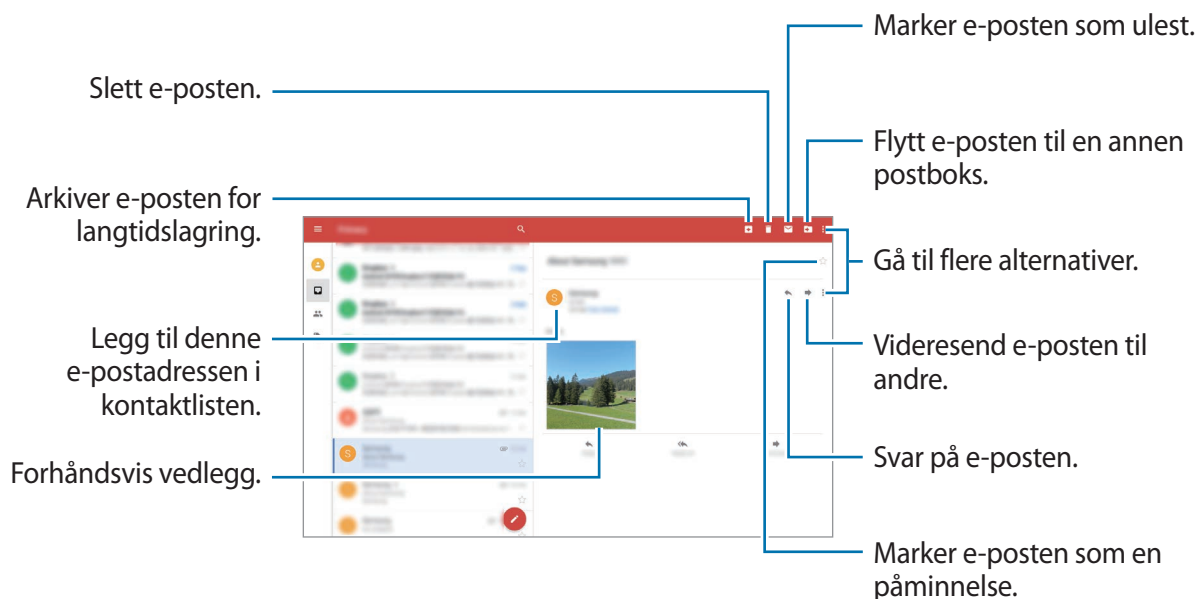 Marker e-posten som ulest.
Slett e-posten.
Flytt e-posten til en annen
postboks.
Arkiver e-posten for
langtidslagring.
Gå til flere alternativer.
Legg til denne
e-postadressen i
kontaktlisten.
Videresend e-posten til
andre.
Svar på e-posten.
Forhåndsvis vedlegg.
Marker e-posten som en
påminnelse.
S
S